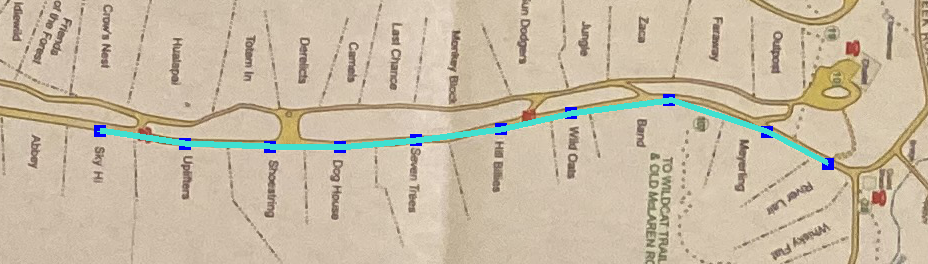 Idlewild
Friends
of the Forest
Crow's Nest
Hualapai
Totem In
Derelicts
Camels
Last Chance
Monkey Block
Sun Dodgers
Jungle
Zaca
Faraway
Outpost
Abbey
Sky Hi
Uplifters
Shoestring
Dog House
Seven Trees
Hill Billies
Wild Oats
Band
Meyerling
River Lair
Whisky Flat
TO WILDCAT TRAIL
& OLD McLAREN RO